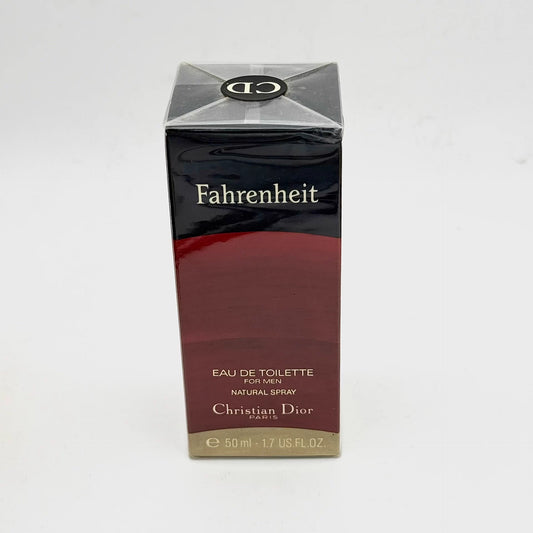 CD
Fahrenheit
EAU DE TOILETTE
FOR MEN
NATURAL SPRAY
Christian Dior
PARIS
℮ 50 ml - 1.7 US.FL.OZ.